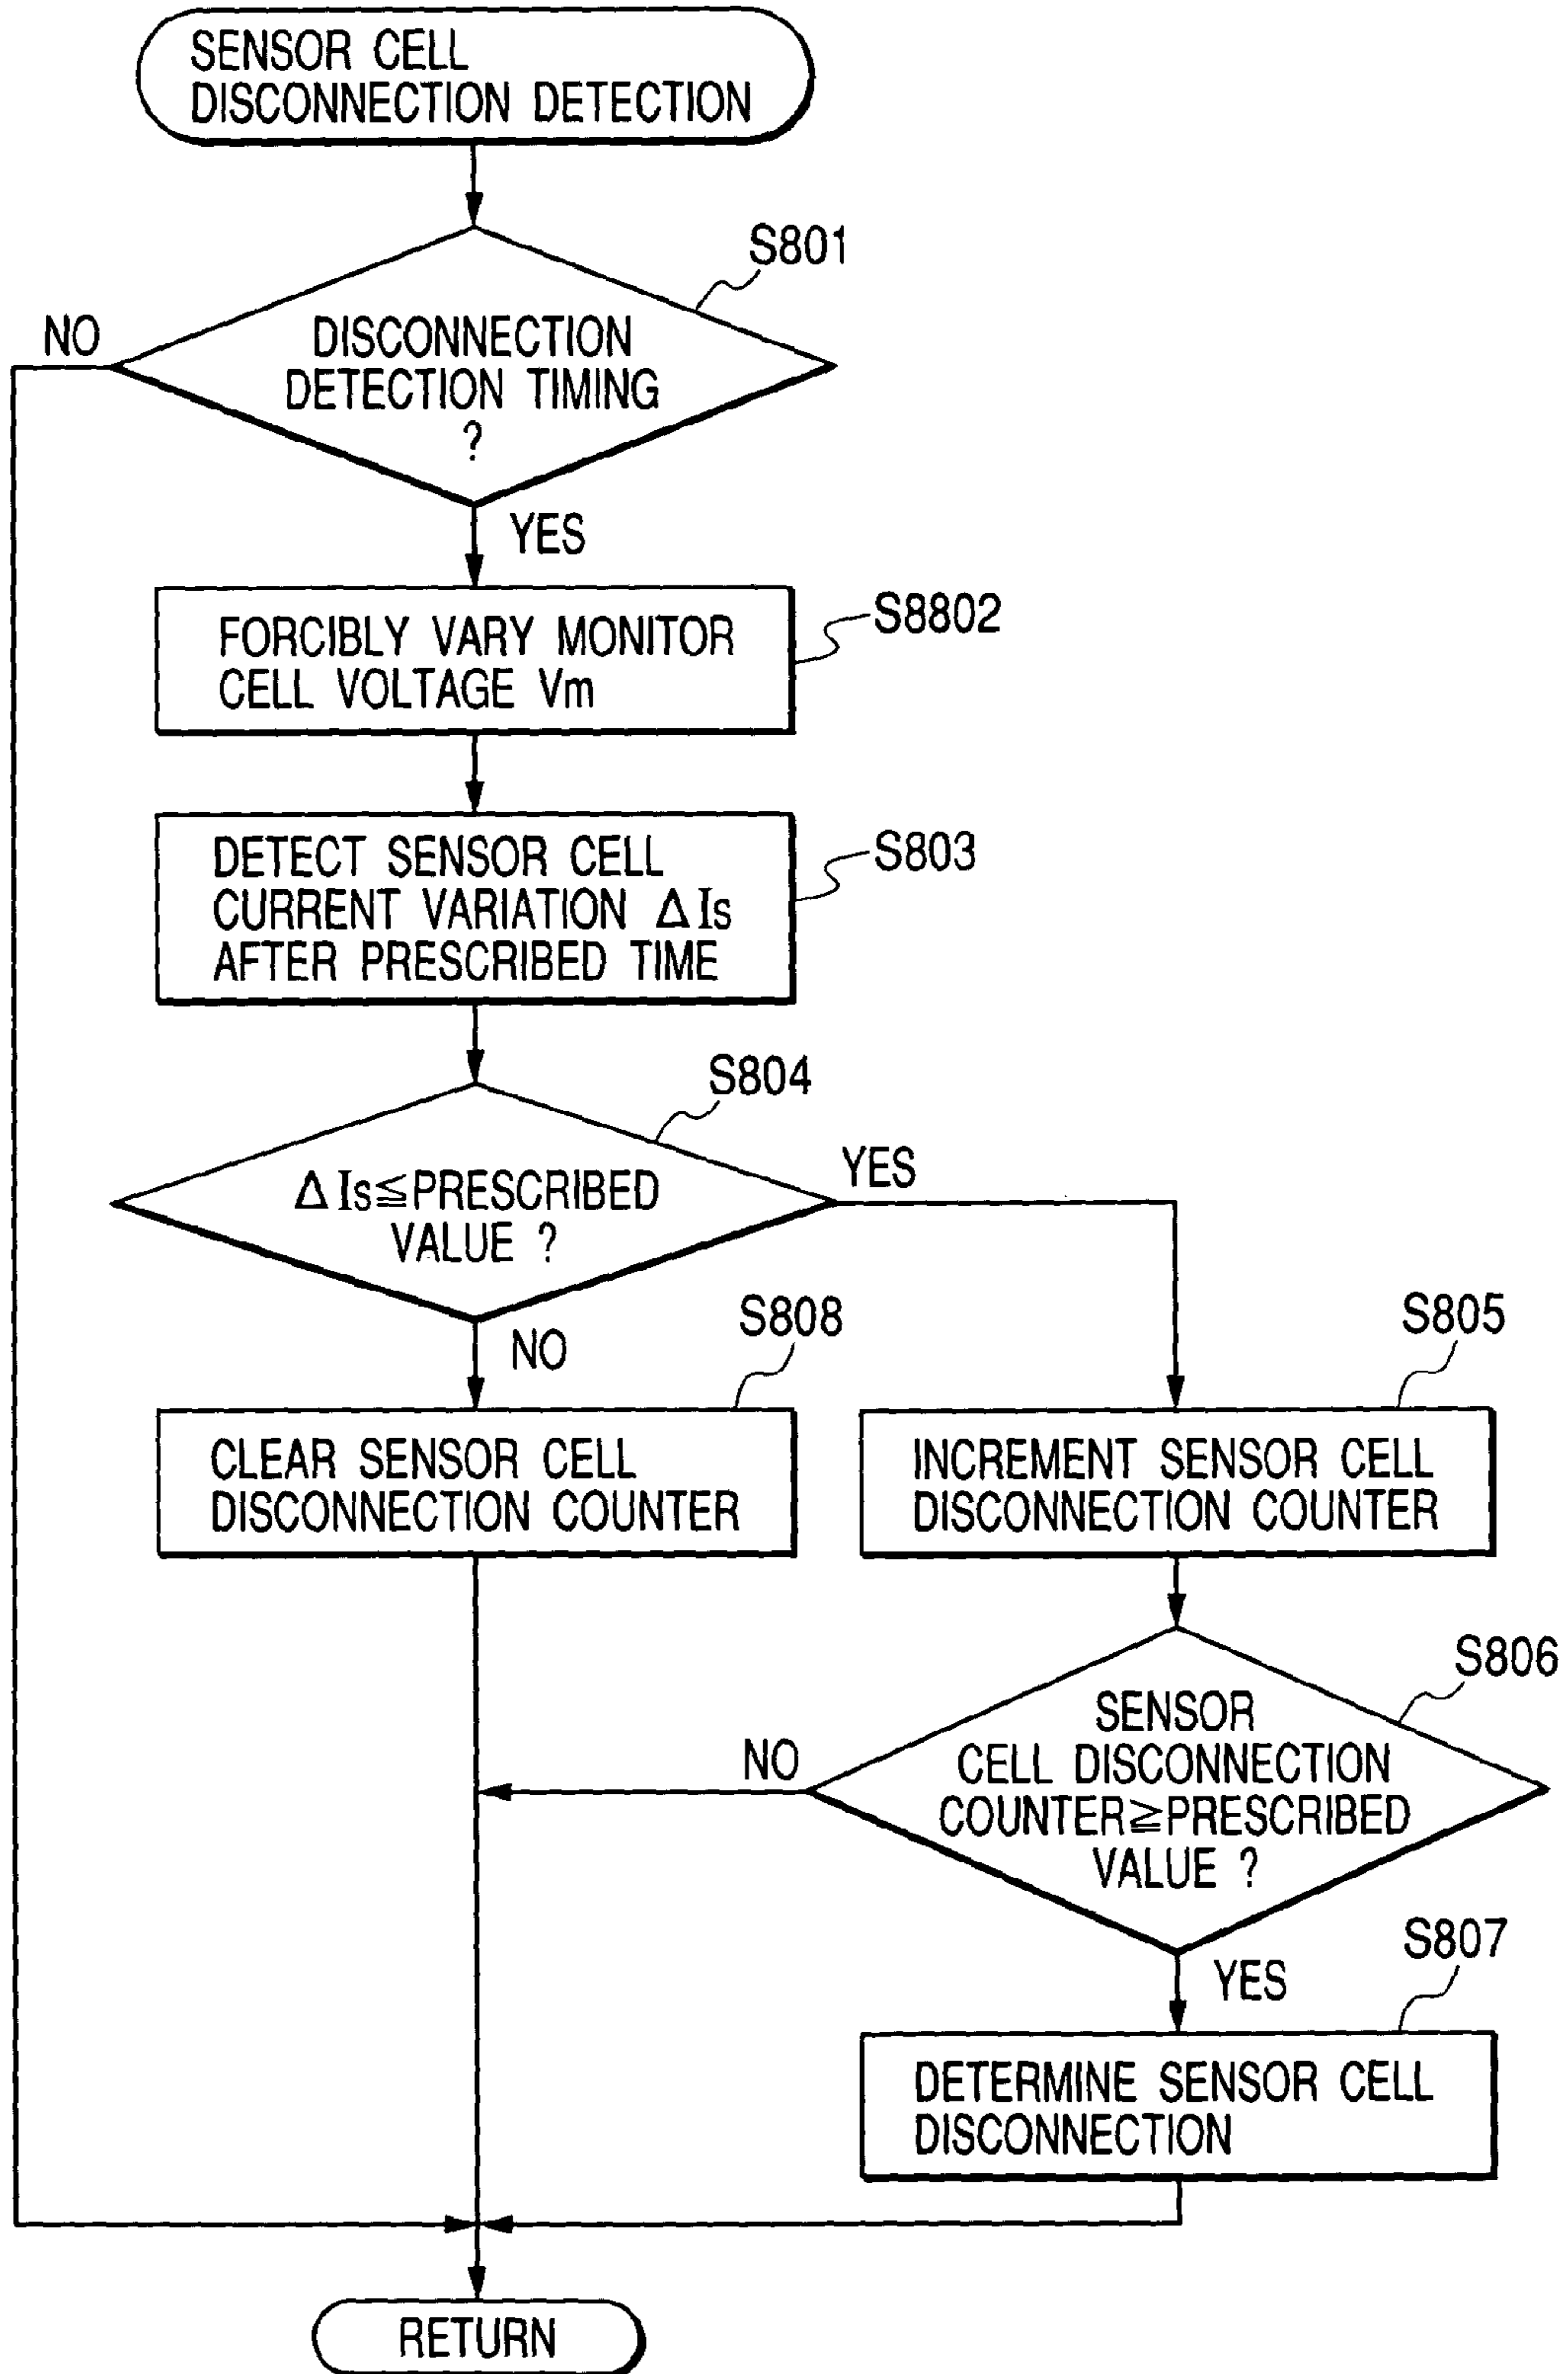 SENSOR CELL
DISCONNECTION DETECTION
S801
NO
DISCONNECTION
DETECTION TIMING
?
YES
S8802
FORCIBLY VARY MONITOR
CELL VOLTAGE Vm
S803
DETECT SENSOR CELL
CURRENT VARIATION ΔIs
AFTER PRESCRIBED TIME
S804
ΔIs≦PRESCRIBED
VALUE ?
YES
NO
S808
CLEAR SENSOR CELL
DISCONNECTION COUNTER
S805
INCREMENT SENSOR CELL
DISCONNECTION COUNTER
S806
SENSOR
CELL DISCONNECTION
COUNTER≧PRESCRIBED
VALUE ?
NO
YES
S807
DETERMINE SENSOR CELL
DISCONNECTION
RETURN